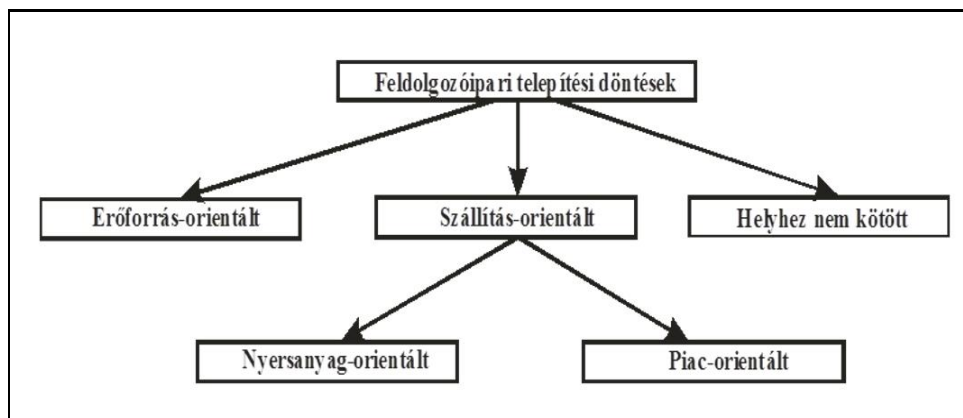 Feldolgozóipari telepítési döntések
Erőforrás-orientált
Szállítás-orientált
Helyhez nem kötött
Nyersanyag-orientált
Piac-orientált